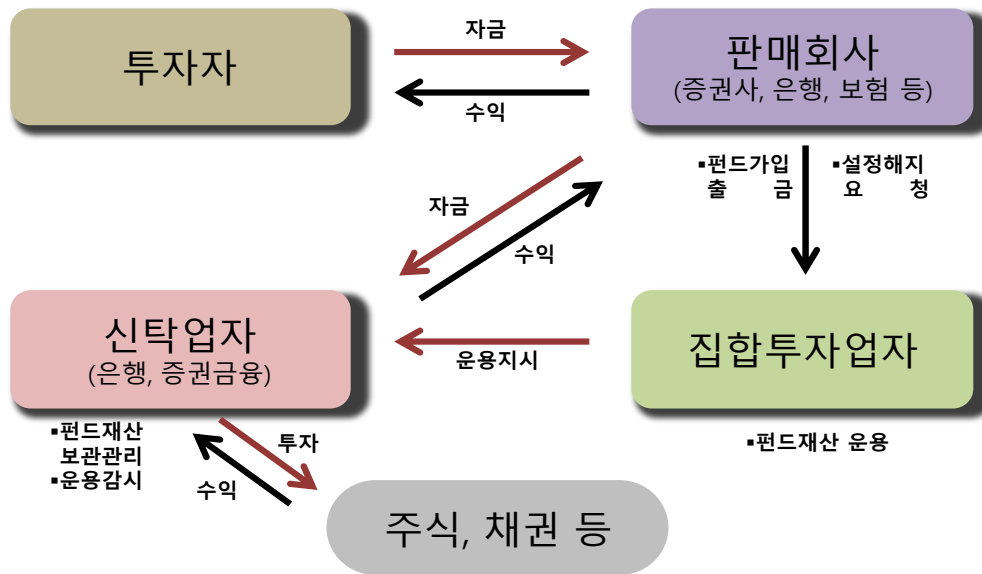 투자자
자금
수익
판매회사
(증권사, 은행, 보험 등)
▪펀드가입
출 금
▪설정해지
요 청
자금
수익
신탁업자
(은행, 증권금융)
운용지시
집합투자업자
▪펀드재산
보관관리
▪운용감시
투자
수익
▪펀드재산 운용
주식, 채권 등